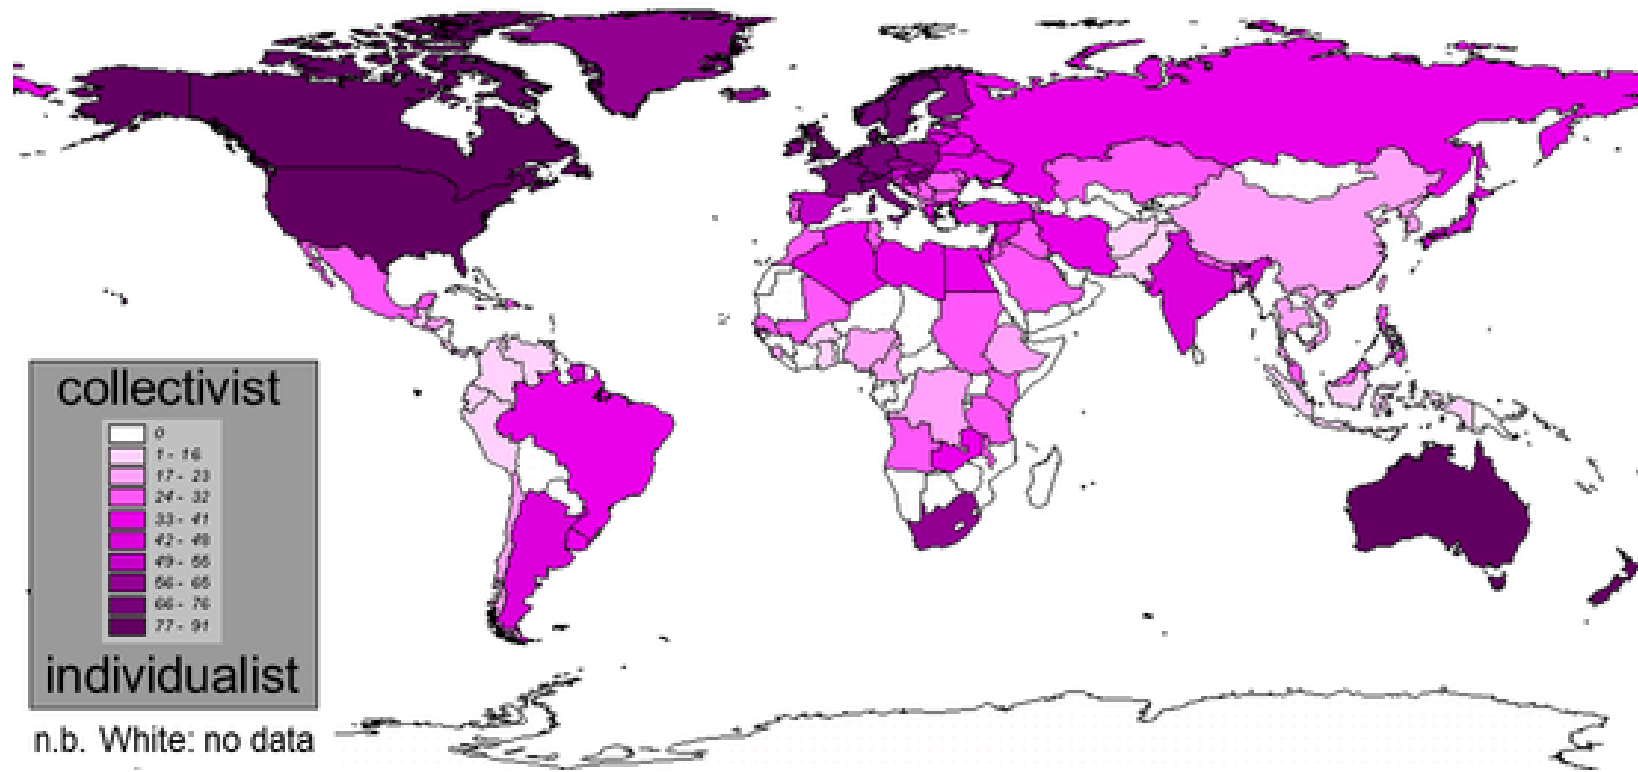 collectivist
0
1 - 16
17 - 23
24 - 32
33 - 41
42 - 48
49 - 55
56 - 65
66 - 76
77 - 91
individualist
n.b. White: no data